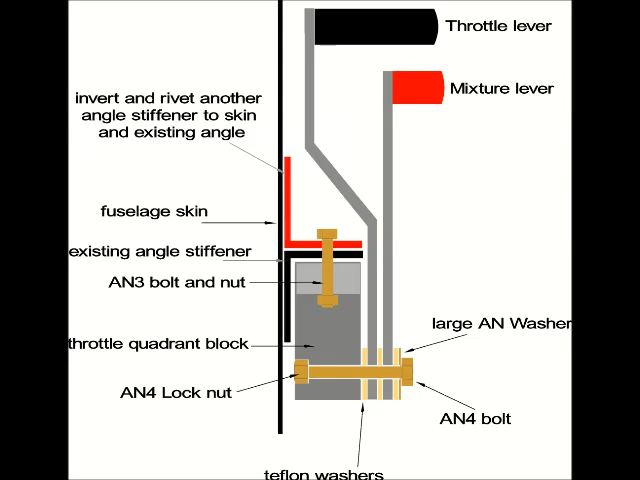 Throttle lever
Mixture lever
invert and rivet another
angle stiffener to skin
and existing angle
fuselage skin
existing angle stiffener
AN3 bolt and nut
large AN Washer
throttle quadrant block
AN4 Lock nut
AN4 bolt
teflon washers